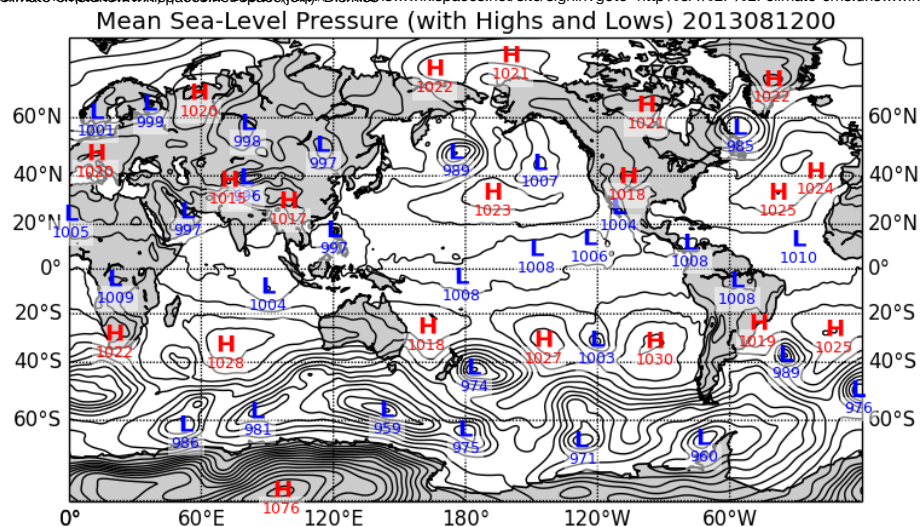 Mean Sea-Level Pressure (with Highs and Lows) 2013081200
H 1021
H 1022
H 1020
H 1022
H 1021
L 1001
L 999
L 998
L 997
L 985
60°N
60°N
H 1020
L 989
L 1007
H 1024
40°N
40°N
H 1015
L
H 1018
H 1017
H 1023
H 1025
L 1005
L 997
L 1004
20°N
20°N
L 997
L 1006
L 1008
L 1008
L 1010
0°
0°
L 1009
L 1004
L 1008
L 1008
20°S
20°S
H 1022
H 1028
H 1018
H 1027
L 1003
H 1030
H 1019
H 1025
40°S
40°S
L 974
L 989
L 976
60°S
60°S
L 986
L 981
L 959
L 975
L 971
L 960
H 1076
0°
60°E
120°E
180°
120°W
60°W